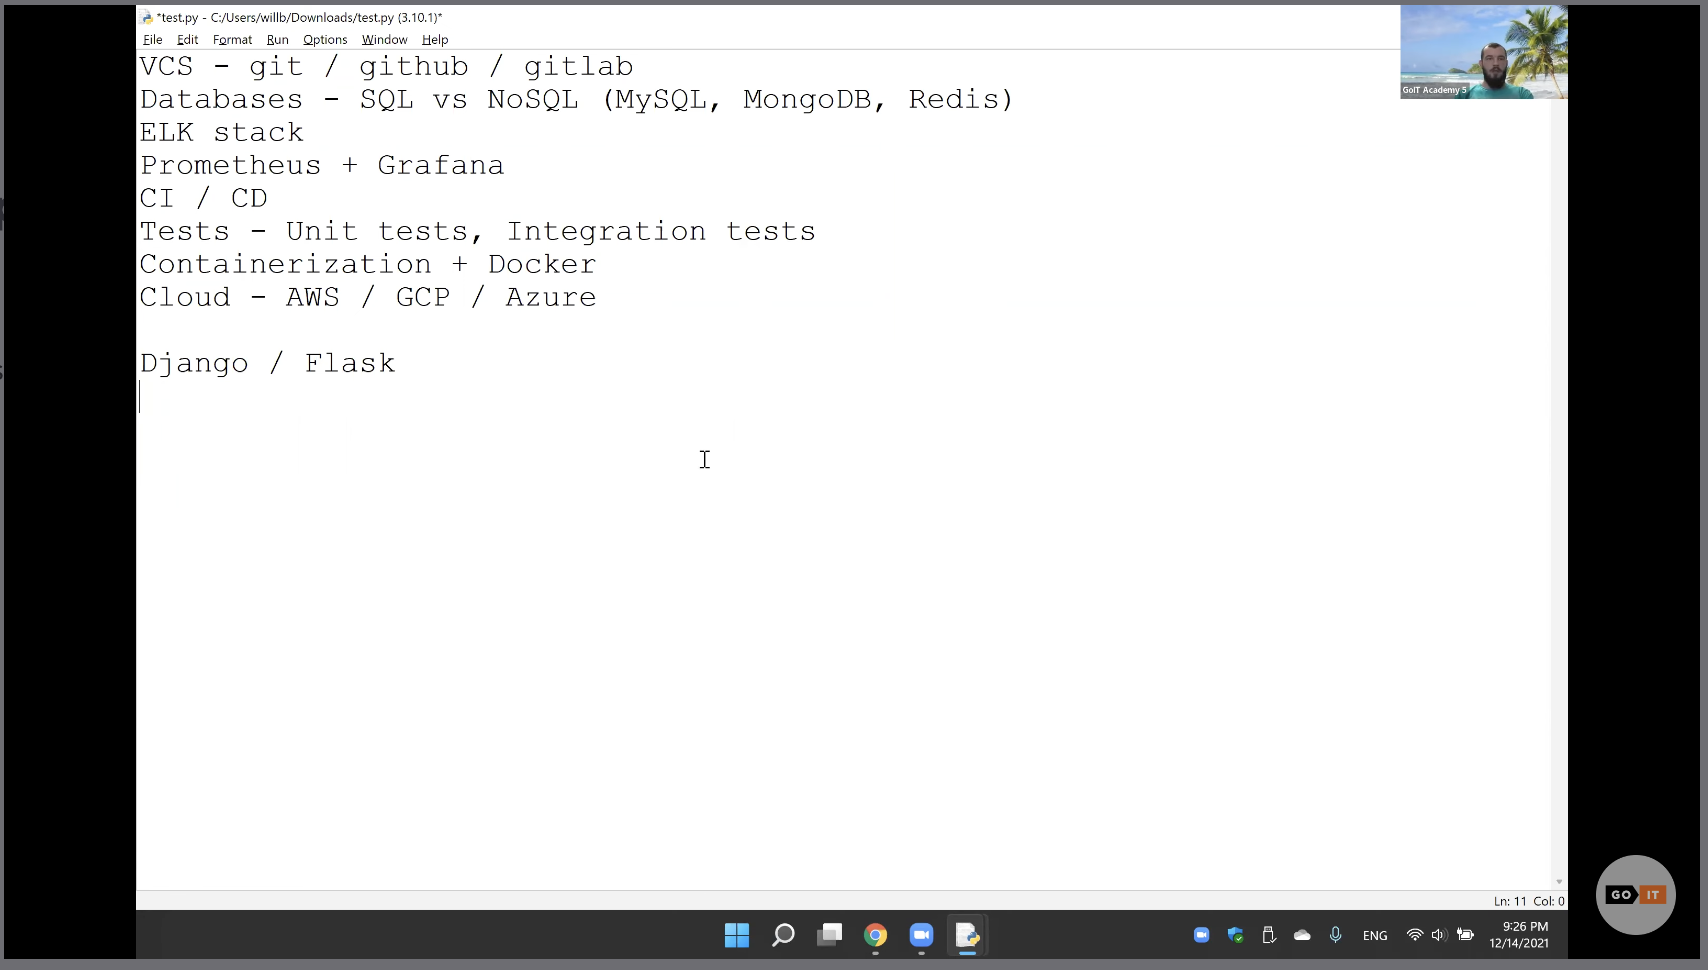 *test.py - C:/Users/willb/Downloads/test.py (3.10.1)*
File Edit Format Run Options Window Help
VCS - git / github / gitlab
Databases - SQL vs NoSQL (MySQL, MongoDB, Redis)
ELK stack
Prometheus + Grafana
CI / CD
Tests - Unit tests, Integration tests
Containerization + Docker
Cloud - AWS / GCP / Azure
Django / Flask
GoIT Academy 5
GO IT
Ln: 11 Col: 0
ENG
9:26 PM
12/14/2021